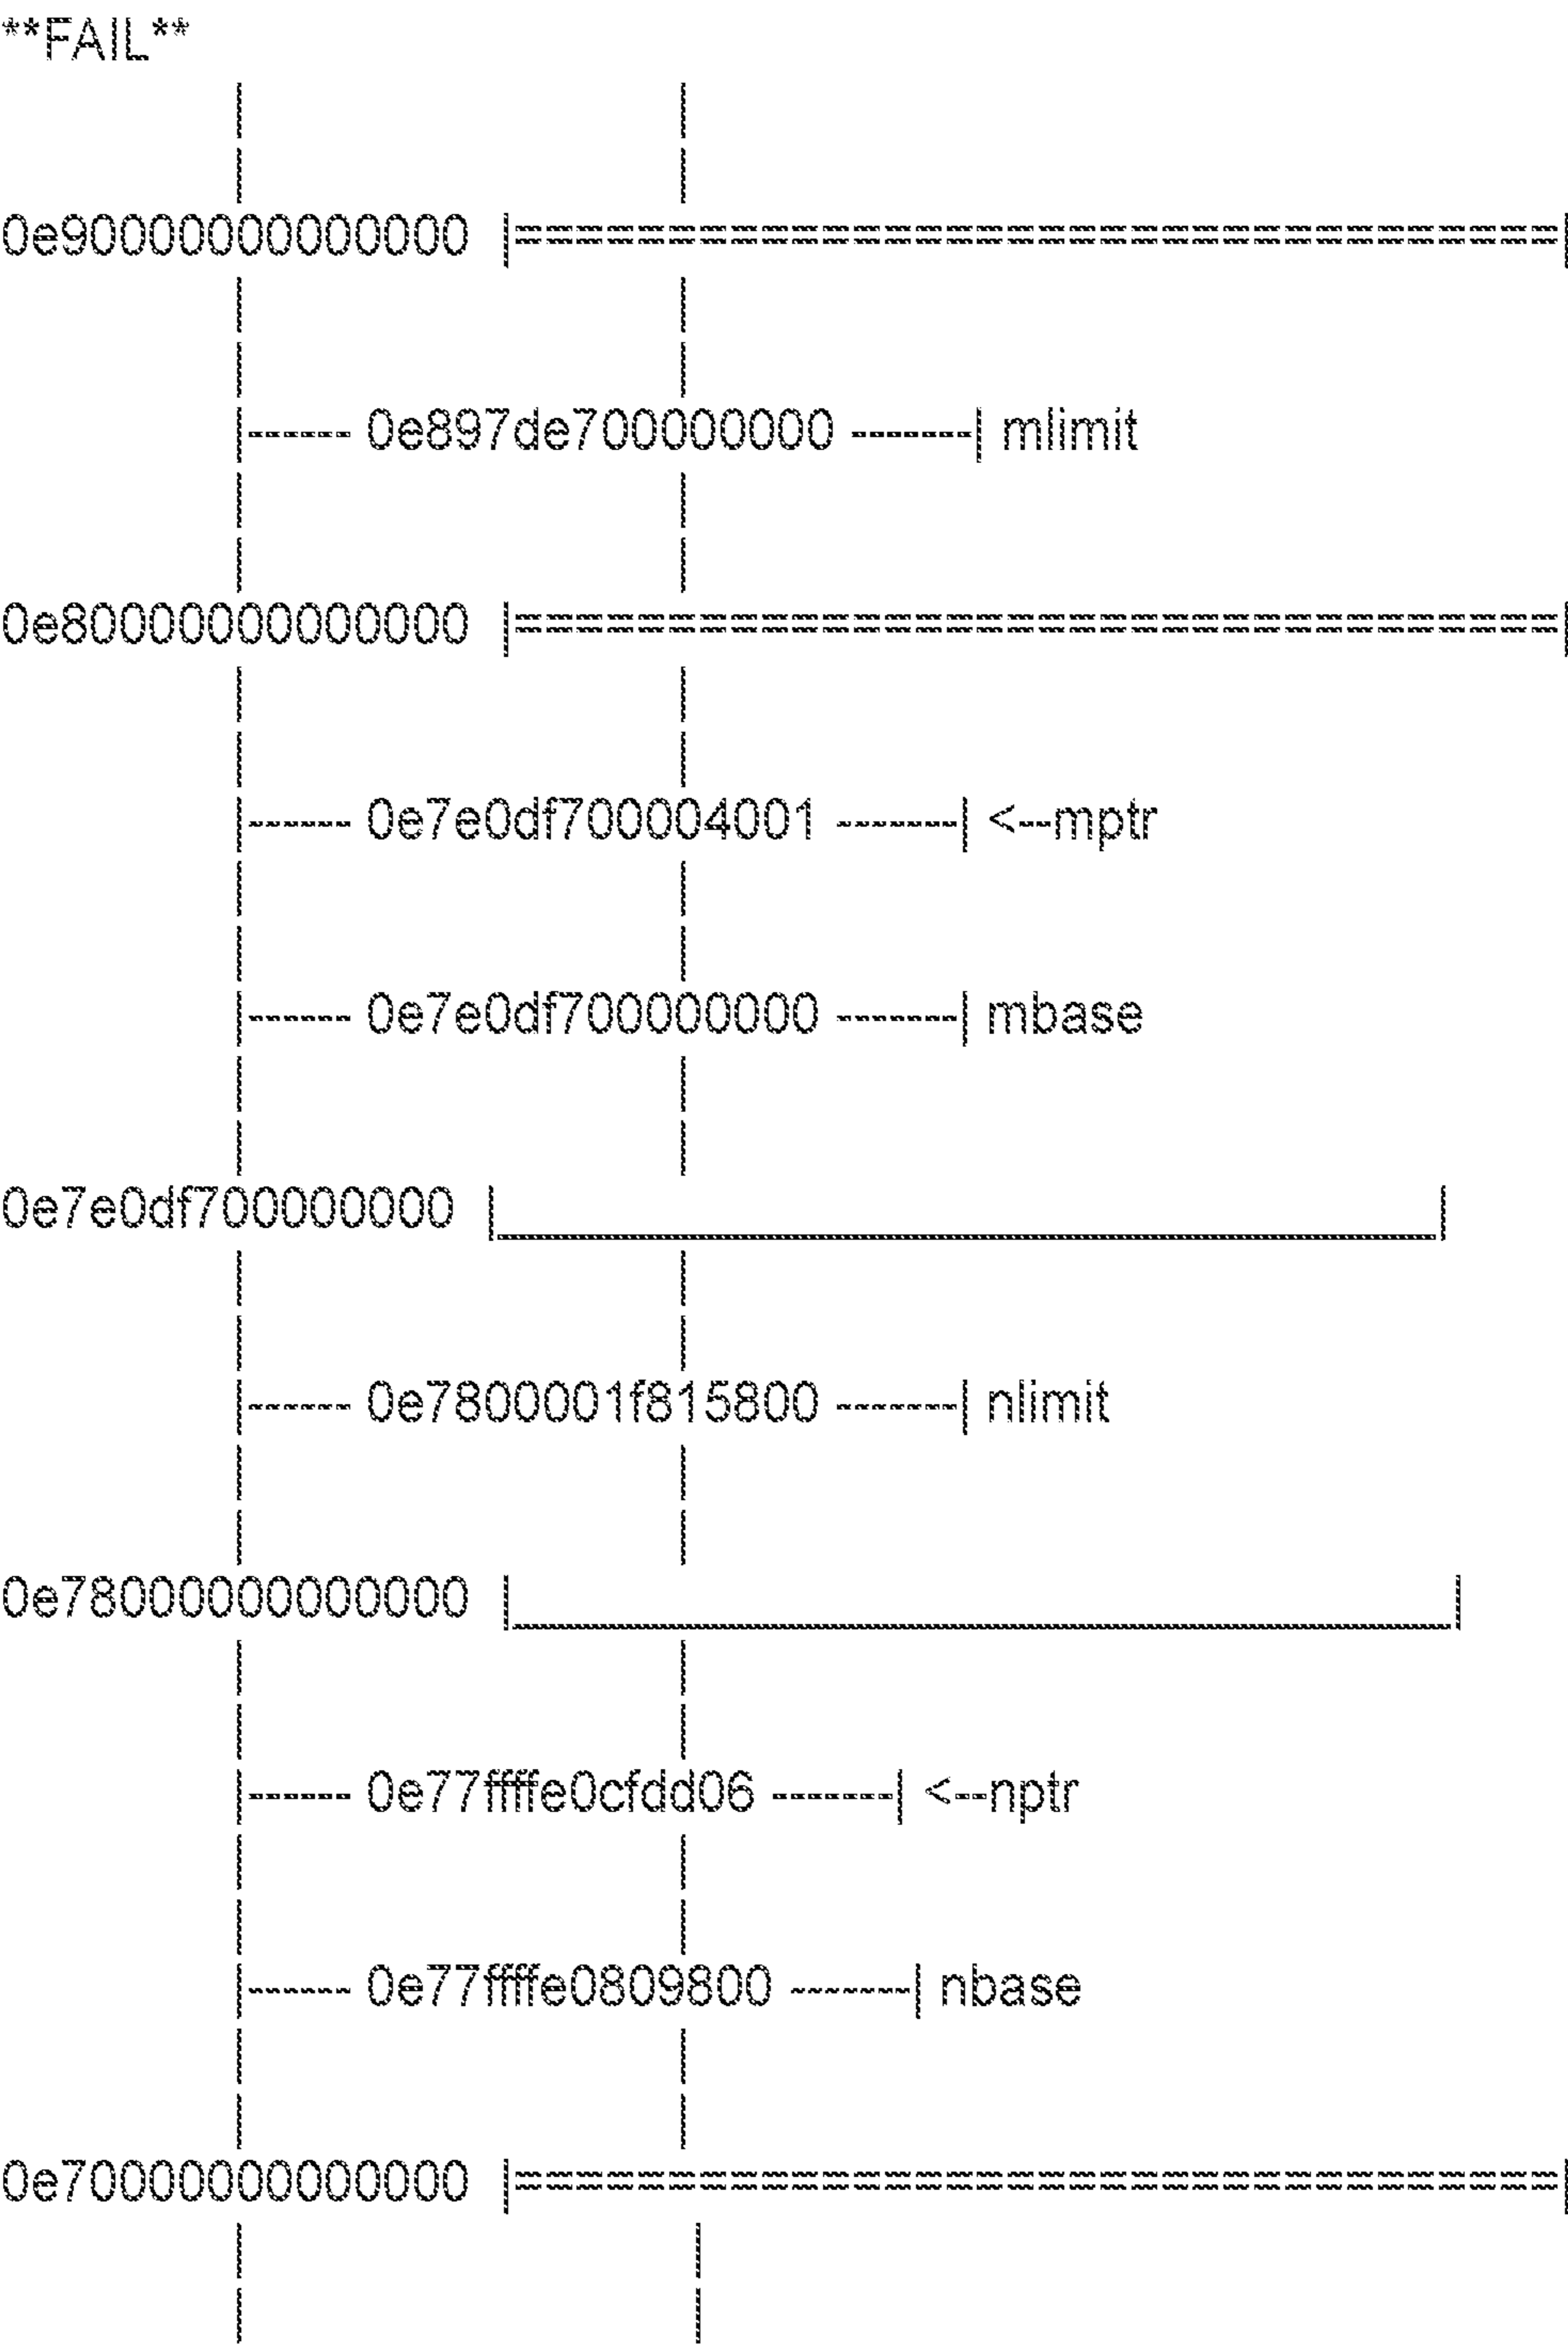 **FAIL**
0e90000000000000
0e897de700000000 mlimit
0e80000000000000
0e7e0df700004001 <--mptr
0e7e0df700000000 mbase
0e7e0df700000000
0e7800001f815800 nlimit
0e78000000000000
0e77ffffe0cfdd06 <--nptr
0e77ffffe0809800 nbase
0e70000000000000